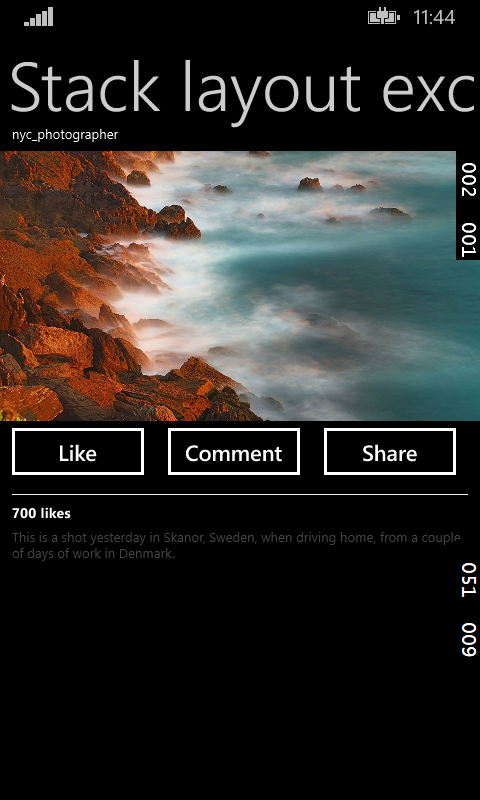 11:44
Stack layout exc
nyc_photographer
002
001
Like
Comment
Share
700 likes
This is a shot yesterday in Skanor, Sweden, when driving home, from a couple
of days of work in Denmark.
051
009